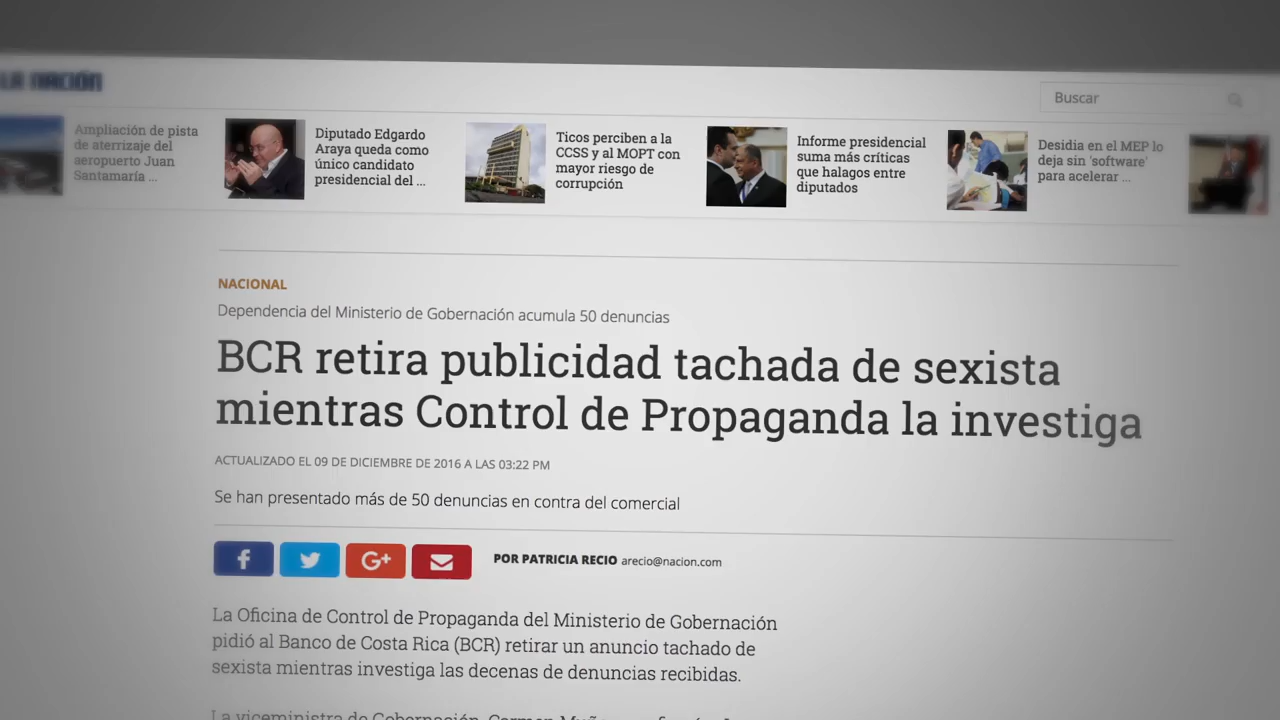 LA NACIÓN
Buscar
Ampliación de pista
de aterrizaje del
aeropuerto Juan
Santamaría ...
Diputado Edgardo
Araya queda como
único candidato
presidencial del ...
Ticos perciben a la
CCSS y al MOPT con
mayor riesgo de
corrupción
Informe presidencial
suma más críticas
que halagos entre
diputados
Desidia en el MEP lo
deja sin 'software'
para acelerar ...
NACIONAL
Dependencia del Ministerio de Gobernación acumula 50 denuncias
BCR retira publicidad tachada de sexista
mientras Control de Propaganda la investiga
ACTUALIZADO EL 09 DE DICIEMBRE DE 2016 A LAS 03:22 PM
Se han presentado más de 50 denuncias en contra del comercial
f
G+
POR PATRICIA RECIO arecio@nacion.com
La Oficina de Control de Propaganda del Ministerio de Gobernación
pidió al Banco de Costa Rica (BCR) retirar un anuncio tachado de
sexista mientras investiga las decenas de denuncias recibidas.
La viceministra de Gobernación, Carmen